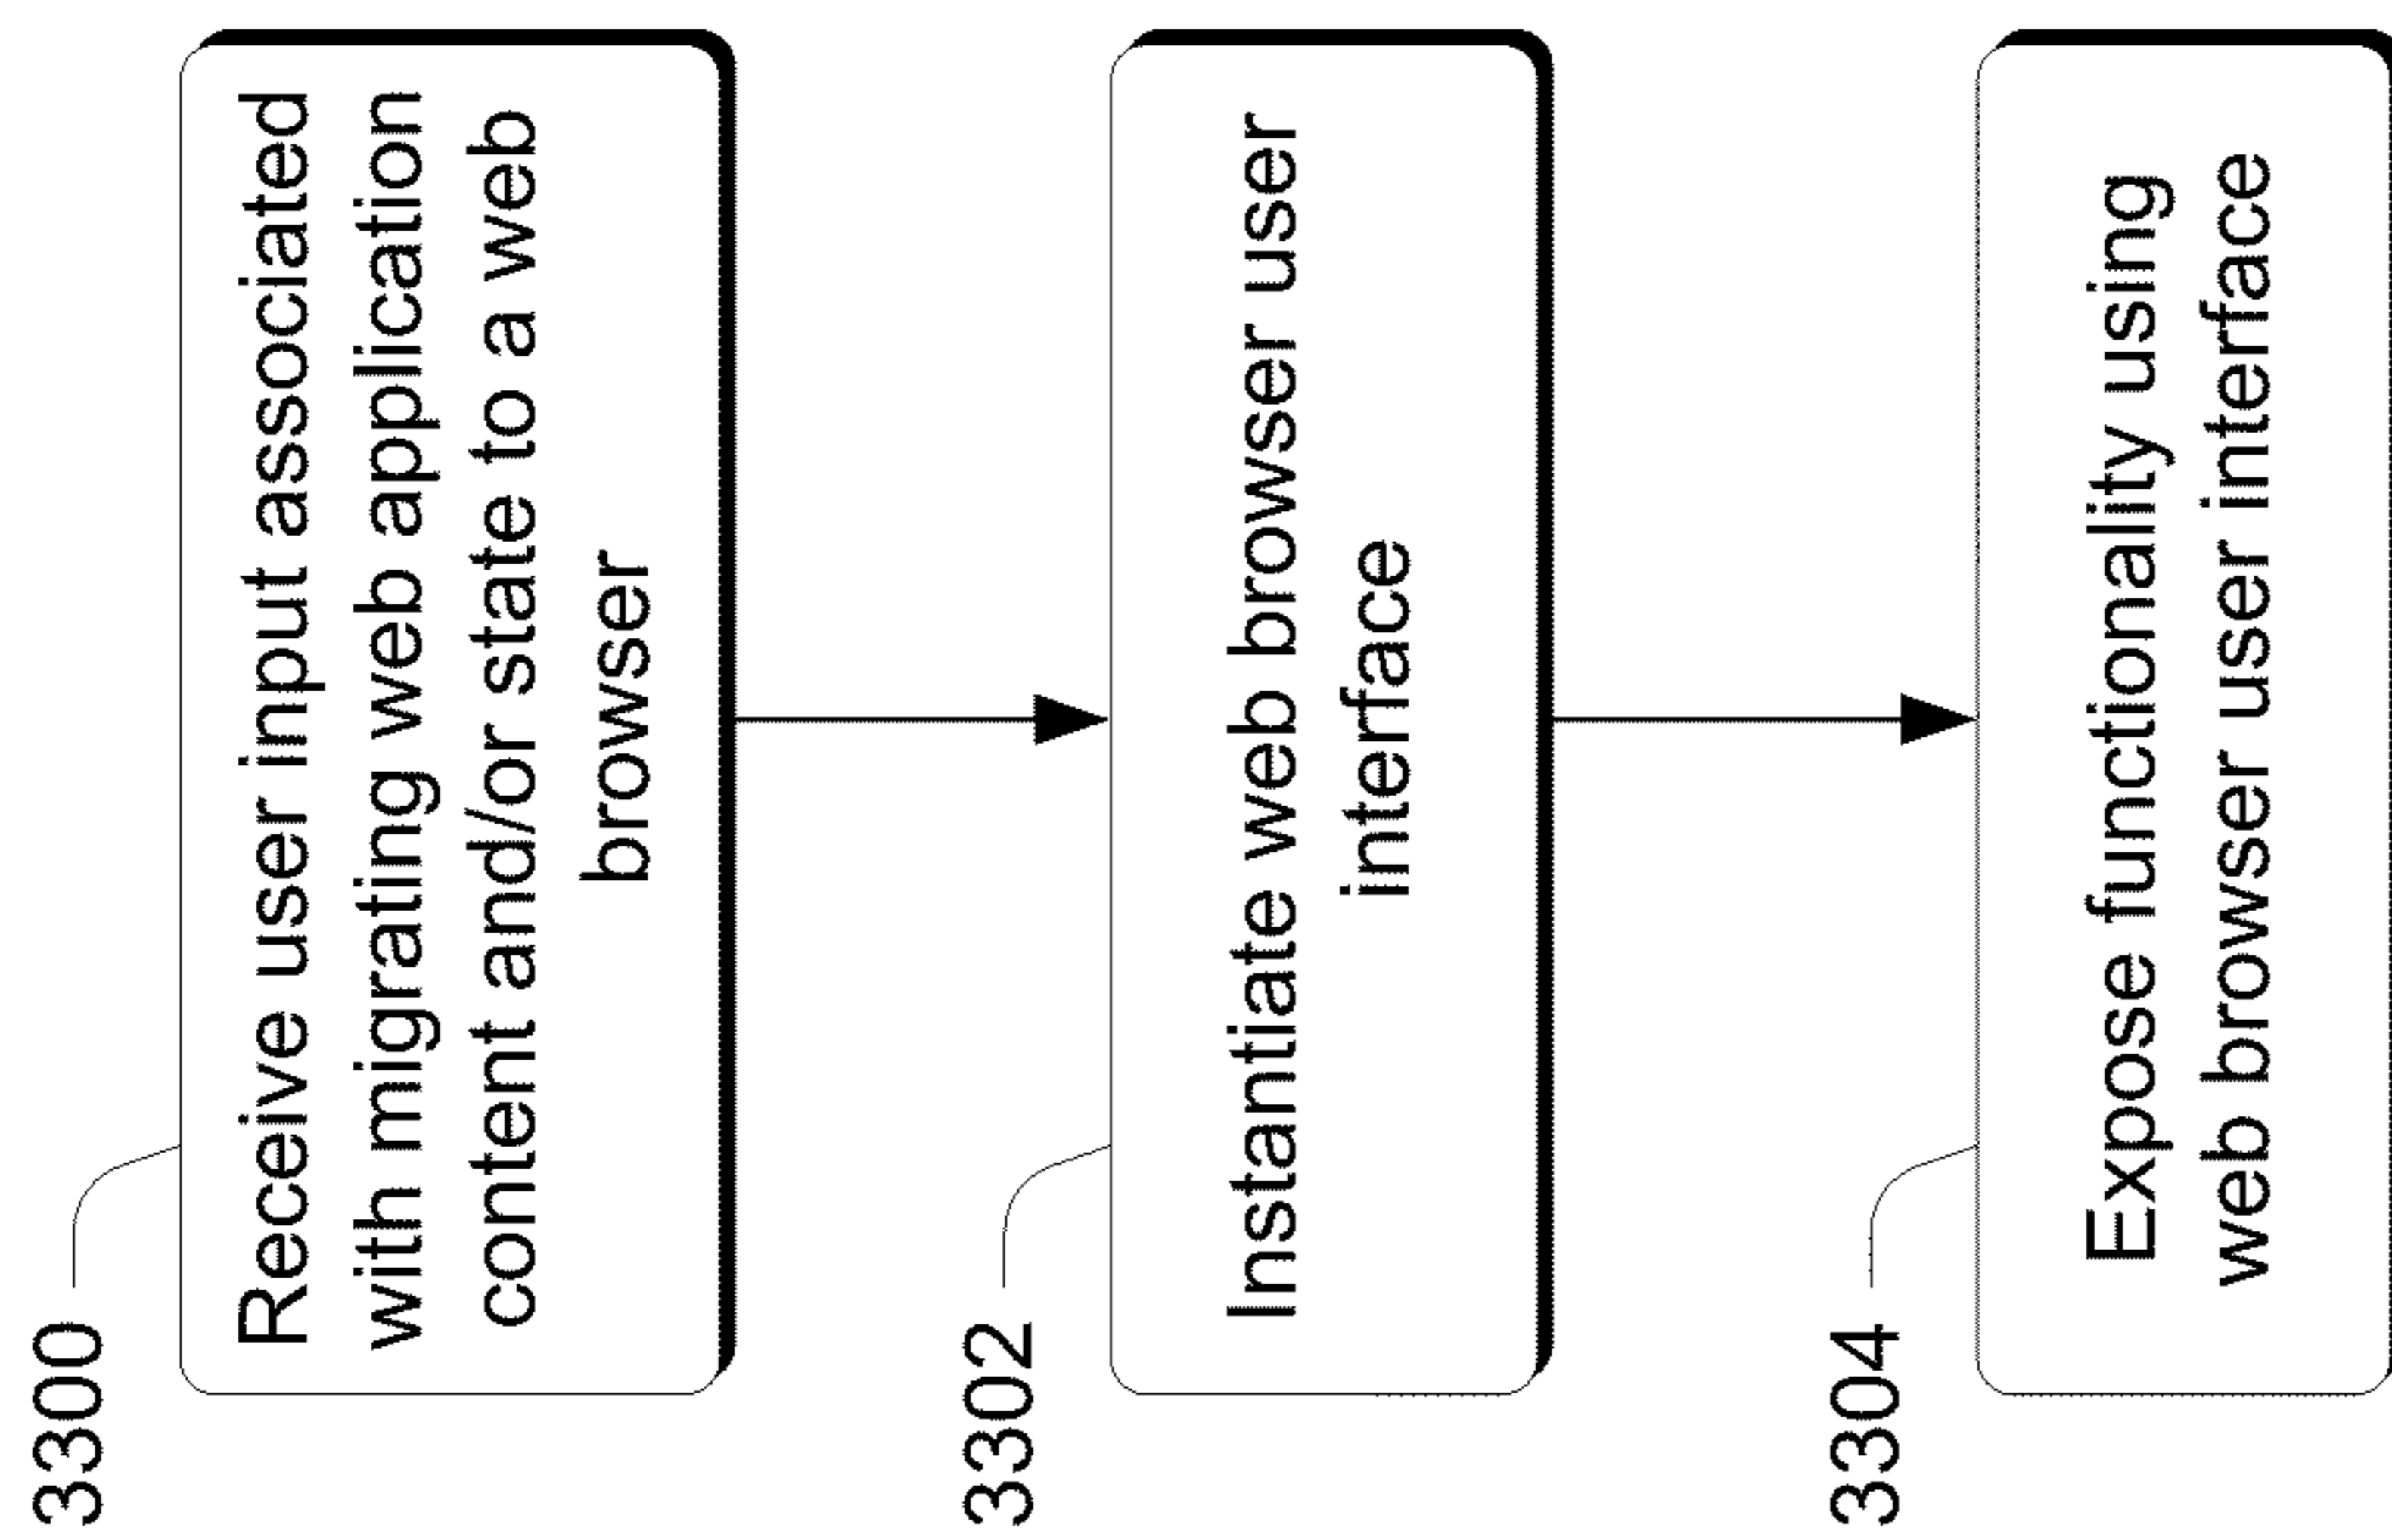 3300
Receive user input associated
with migrating web application
content and/or state to a web
browser
3302
Instantiate web browser user
interface
3304
Expose functionality using
web browser user interface